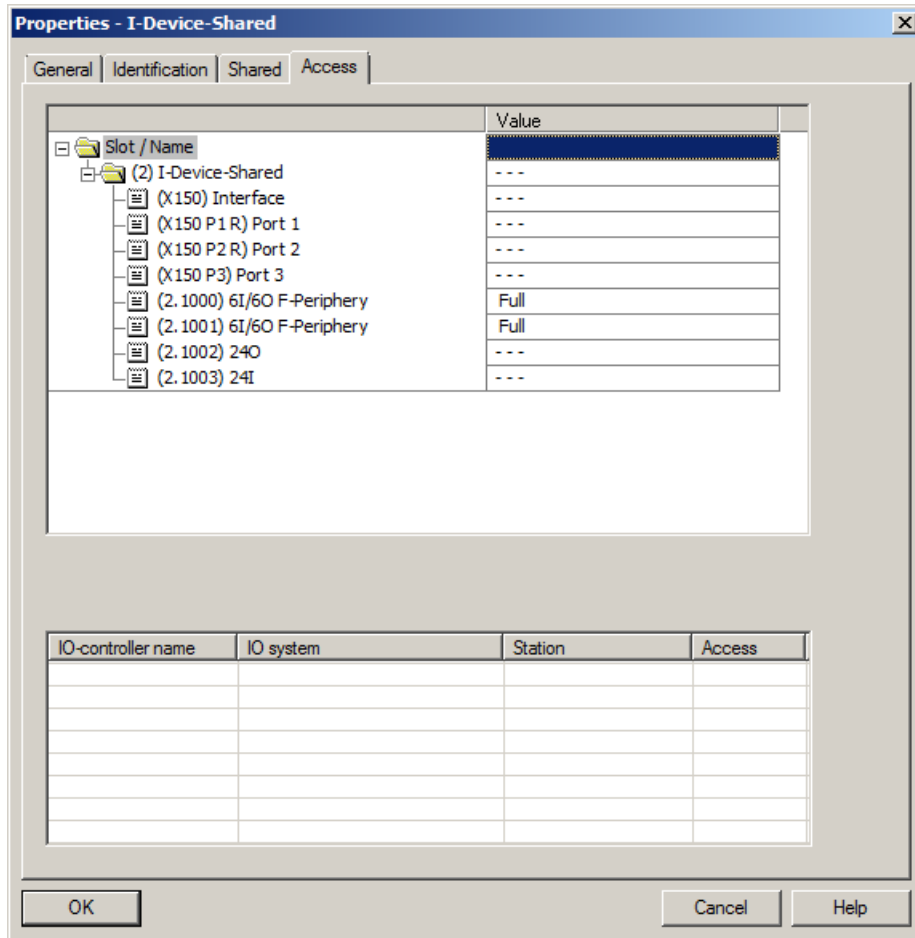 Properties - I-Device-Shared
General Identification Shared Access
Value
Slot / Name
(2) I-Device-Shared - - -
(X150) Interface - - -
(X150 P1 R) Port 1 - - -
(X150 P2 R) Port 2 - - -
(X150 P3) Port 3 - - -
(2.1000) 6I/6O F-Periphery Full
(2.1001) 6I/6O F-Periphery Full
(2.1002) 24O - - -
(2.1003) 24I - - -
IO-controller name IO system Station Access
OK Cancel Help